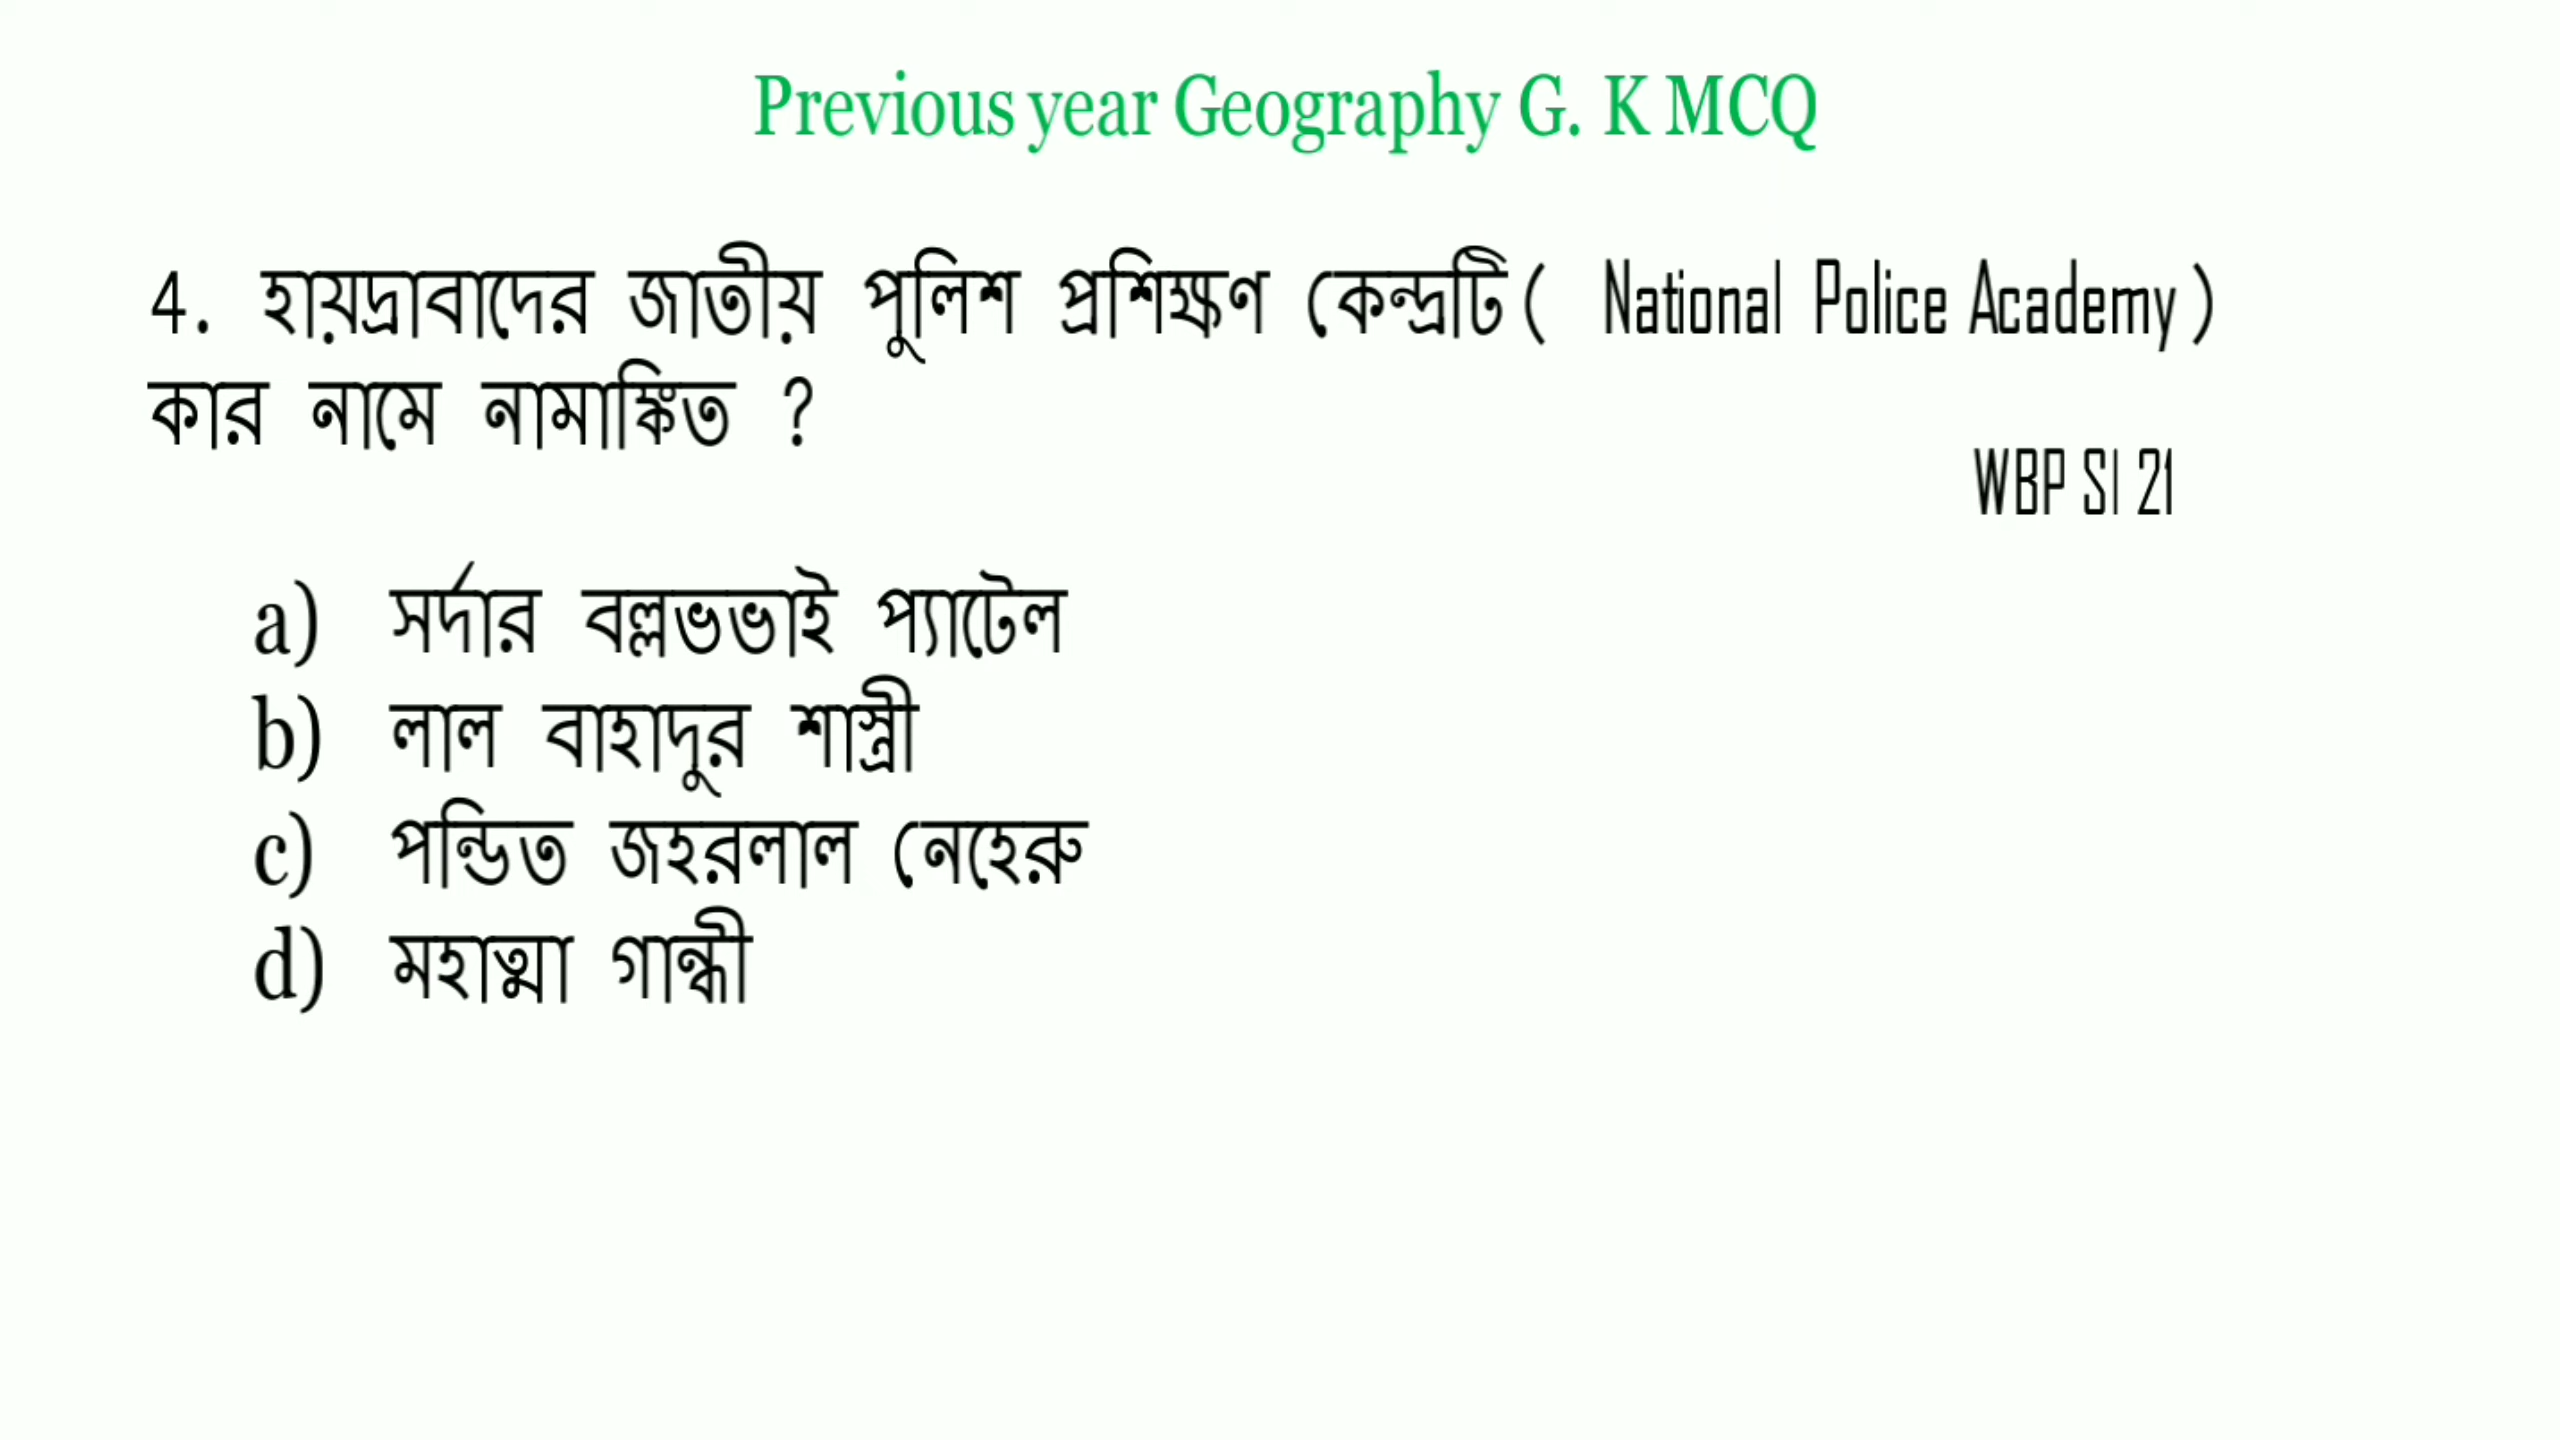 Previous year Geography G. K MCQ
4. হায়দ্রাবাদের জাতীয় পুলিশ প্রশিক্ষণ কেন্দ্রটি ( National Police Academy )
কার নামে নামাঙ্কিত ?
WBP SI 21
a) সর্দার বল্লভভাই প্যাটেল
b) লাল বাহাদুর শাস্ত্রী
c) পন্ডিত জহরলাল নেহেরু
d) মহাত্মা গান্ধী